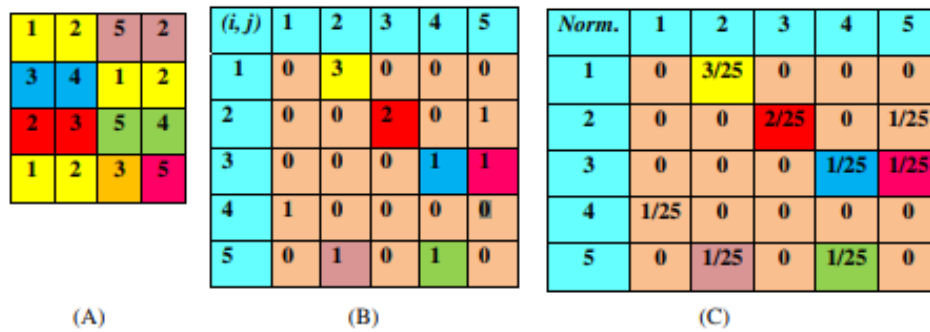 1 2 5 2
3 4 1 2
2 3 5 4
1 2 3 5
(A)
(i, j) 1 2 3 4 5
1 0 3 0 0 0
2 0 0 2 0 1
3 0 0 0 1 1
4 1 0 0 0 0
5 0 1 0 1 0
(B)
Norm. 1 2 3 4 5
1 0 3/25 0 0 0
2 0 0 2/25 0 1/25
3 0 0 0 1/25 1/25
4 1/25 0 0 0 0
5 0 1/25 0 1/25 0
(C)